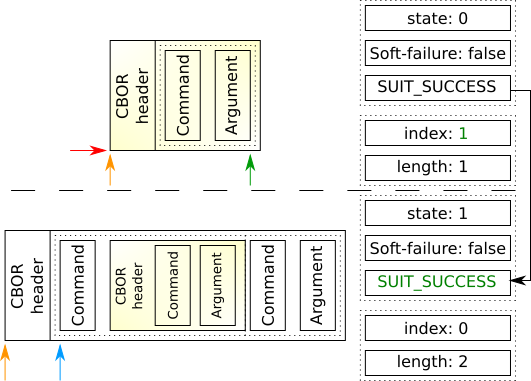 CBOR
header
Command
Argument
state: 0
Soft-failure: false
SUIT_SUCCESS
index: 1
length: 1
CBOR
header
Command
CBOR
header
Command
Argument
Command
Argument
state: 1
Soft-failure: false
SUIT_SUCCESS
index: 0
length: 2